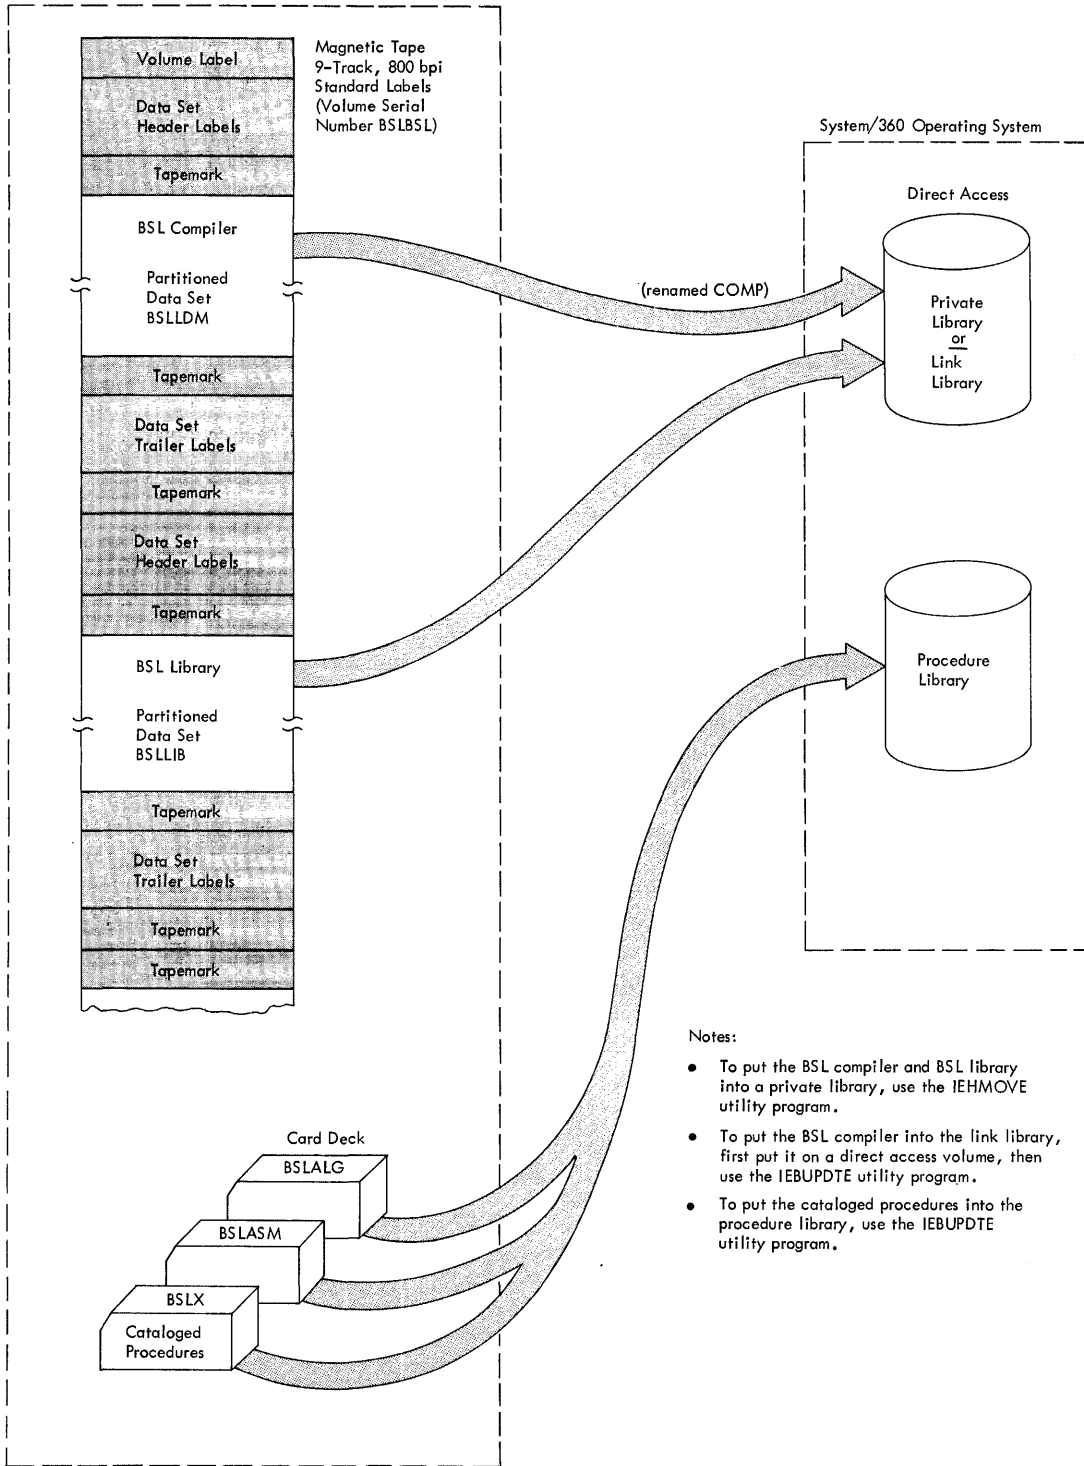 Volume Label
Data Set
Header Labels
Tapemark
BSL Compiler
Partitioned
Data Set
BSLLDM
Tapemark
Data Set
Trailer Labels
Tapemark
Data Set
Header Labels
Tapemark
BSL Library
Partitioned
Data Set
BSLLIB
Tapemark
Data Set
Trailer Labels
Tapemark
Tapemark
Magnetic Tape
9-Track, 800 bpi
Standard Labels
(Volume Serial
Number BSLBSL)
(renamed COMP)
System/360 Operating System
Direct Access
Private
Library
or
Link
Library
Procedure
Library
Card Deck
BSLALG
BSLASM
BSLX
Cataloged
Procedures
Notes:
● To put the BSL compiler and BSL library
into a private library, use the IEHMOVE
utility program.
● To put the BSL compiler into the link library,
first put it on a direct access volume, then
use the IEBUPDTE utility program.
● To put the cataloged procedures into the
procedure library, use the IEBUPDTE
utility program.